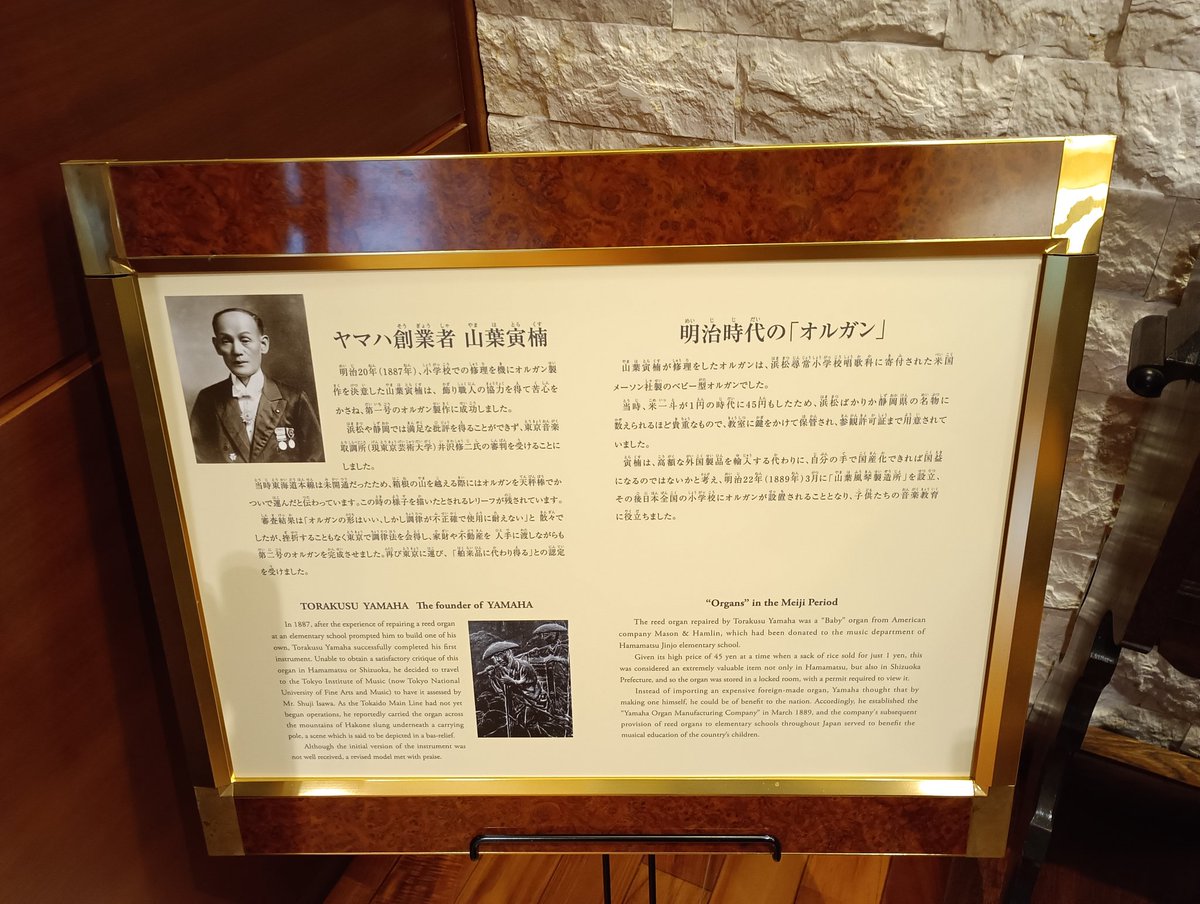 ヤマハ創業者 山葉寅楠
明治20年(1887年)、小学校での修理を機にオルガン製
作を決意した山葉寅楠は、飾り職人の協力を得て苦心を
かさね、第一号のオルガン製作に成功しました。
浜松や静岡では満足な批評を得ることができず、東京音楽
取調所(現東京芸術大学)井沢修二氏の審判を受けることに
しました。
当時東海道本線は未開通だったため、箱根の山を越える際にはオルガンを天秤棒でか
ついで運んだと伝わっています。この時の様子を描いたとされるレリーフが残されています。
審査結果は「オルガンの形はいい、しかし調律が不正確で使用に耐えない」と 散々で
したが、挫折することもなく東京で調律法を会得し、家財や不動産を 人手に渡しながらも
第二号のオルガンを完成させました。再び東京に運び、「舶来品に代わり得る」との認定
を受けました。
明治時代の「オルガン」
山葉寅楠が修理をしたオルガンは、浜松尋常小学校唱歌科に寄付された米国
メーソン社製のベビー型オルガンでした。
当時、米一斗が1円の時代に45円もしたため、浜松ばかりか静岡県の名物に
数えられるほど貴重なもので、教室に鍵をかけて保管され、参観許可証まで用意されて
いました。
寅楠は、高額な外国製品を輸入する代わりに、自分の手で国産化できれば国益
になるのではないかと考え、明治22年(1889年)3月に「山葉風琴製造所」を設立、
その後日本全国の小学校にオルガンが設置されることとなり、子供たちの音楽教育
に役立ちました。
TORAKUSU YAMAHA The founder of YAMAHA
In 1887, after the experience of repairing a reed organ
at an elementary school prompted him to build one of his
own, Torakusu Yamaha successfully completed his first
instrument. Unable to obtain a satisfactory critique of this
organ in Hamamatsu or Shizuoka, he decided to travel
to the Tokyo Institute of Music (now Tokyo National
University of Fine Arts and Music) to have it assessed by
Mr. Shuji Isawa. As the Tokaido Main Line had not yet
begun operations, he reportedly carried the organ across
the mountains of Hakone slung underneath a carrying
pole, a scene which is said to be depicted in a bas-relief.
Although the initial version of the instrument was
not well received, a revised model met with praise.
“Organs” in the Meiji Period
The reed organ repaired by Torakusu Yamaha was a "Baby" organ from American
company Mason & Hamlin, which had been donated to the music department of
Hamamatsu Jinjo elementary school.
Given its high price of 45 yen at a time when a sack of rice sold for just 1 yen, this
was considered an extremely valuable item not only in Hamamatsu, but also in Shizuoka
Prefecture, and so the organ was stored in a locked room, with a permit required to view it.
Instead of importing an expensive foreign-made organ, Yamaha thought that by
making one himself, he could be of benefit to the nation. Accordingly, he established the
"Yamaha Organ Manufacturing Company" in March 1889, and the company's subsequent
provision of reed organs to elementary schools throughout Japan served to benefit the
musical education of the country's children.